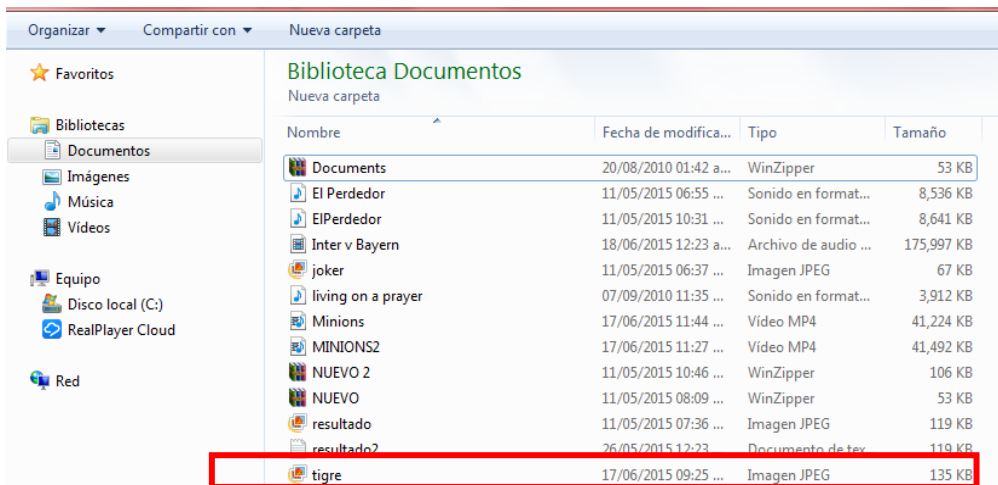 Organizar Compartir con Nueva carpeta
Favoritos
Bibliotecas
Documentos
Imágenes
Música
Vídeos
Equipo
Disco local (C:)
RealPlayer Cloud
Red
Biblioteca Documentos
Nueva carpeta
Nombre Fecha de modifica... Tipo Tamaño
Documents 20/08/2010 01:42 a... WinZipper 53 KB
El Perdedor 11/05/2015 06:55 ... Sonido en format... 8,536 KB
ElPerdedor 11/05/2015 10:31 ... Sonido en format... 8,641 KB
Inter v Bayern 18/06/2015 12:23 a... Archivo de audio ... 175,997 KB
joker 11/05/2015 06:37 ... Imagen JPEG 67 KB
living on a prayer 07/09/2010 11:35 ... Sonido en format... 3,912 KB
Minions 17/06/2015 11:44 ... Vídeo MP4 41,224 KB
MINIONS2 17/06/2015 11:27 ... Vídeo MP4 41,492 KB
NUEVO 2 11/05/2015 10:46 ... WinZipper 106 KB
NUEVO 11/05/2015 08:09 ... WinZipper 53 KB
resultado 11/05/2015 07:36 ... Imagen JPEG 119 KB
resultado2 26/05/2015 12:23 Documento de tex 119 KB
tigre 17/06/2015 09:25 ... Imagen JPEG 135 KB